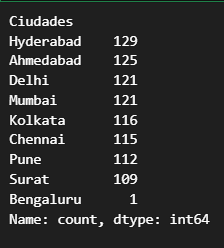 Ciudades
Hyderabad    129
Ahmedabad    125
Delhi        121
Mumbai       121
Kolkata      116
Chennai      115
Pune         112
Surat        109
Bengaluru      1
Name: count, dtype: int64